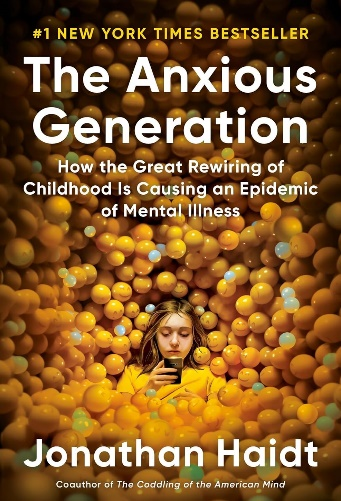 #1 NEW YORK TIMES BESTSELLER
The Anxious
Generation
How the Great Rewiring of
Childhood Is Causing an Epidemic
of Mental Illness
Jonathan Haidt
Coauthor of The Coddling of the American Mind